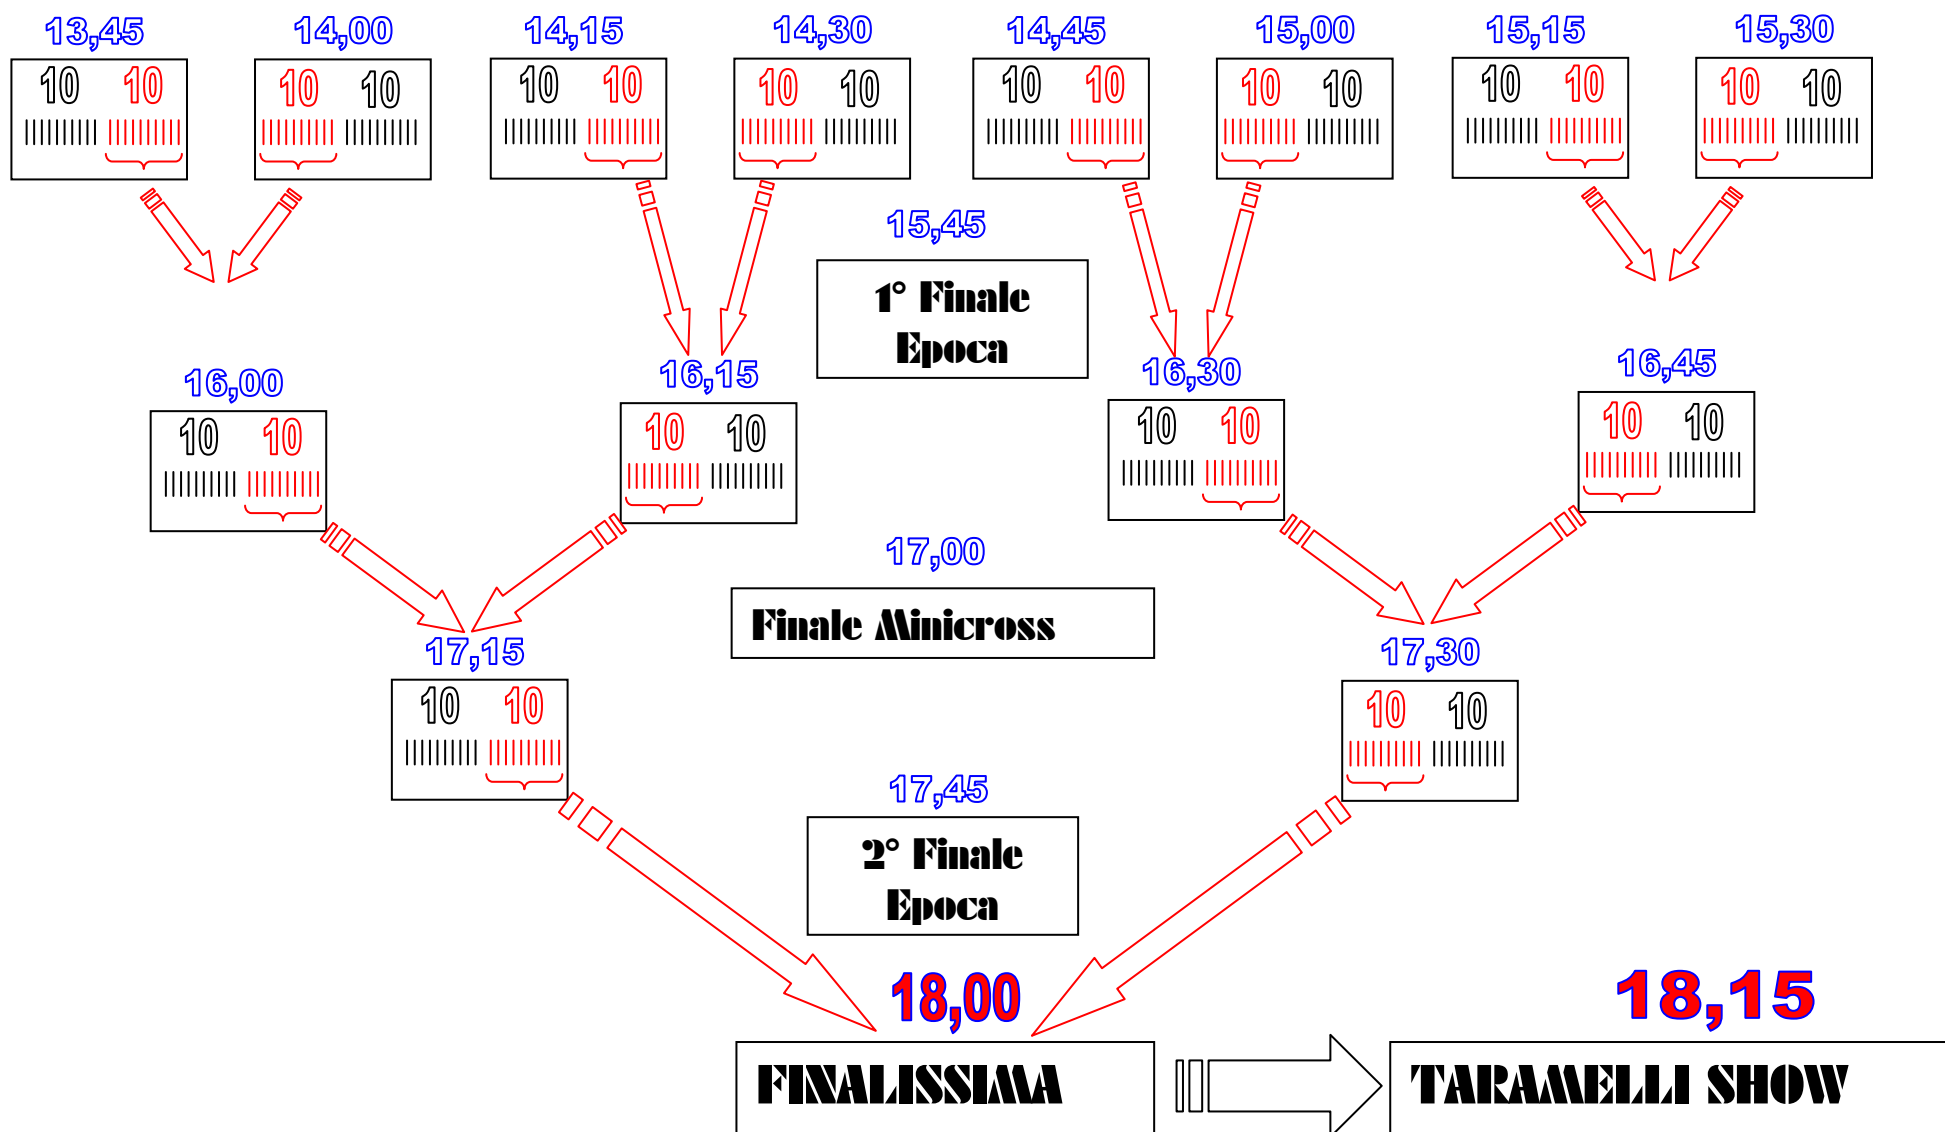 13,45 14,00 14,15 14,30 14,45 15,00 15,15 15,30
10 10 10 10 10 10 10 10 10 10 10 10 10 10 10 10
15,45
1° Finale
Epoca
16,00 16,15 16,30 16,45
10 10 10 10 10 10 10 10
17,00
Finale Minicross
17,15 17,30
10 10 10 10
17,45
2° Finale
Epoca
18,00 18,15
FINALISSIMA TARAMELLI SHOW